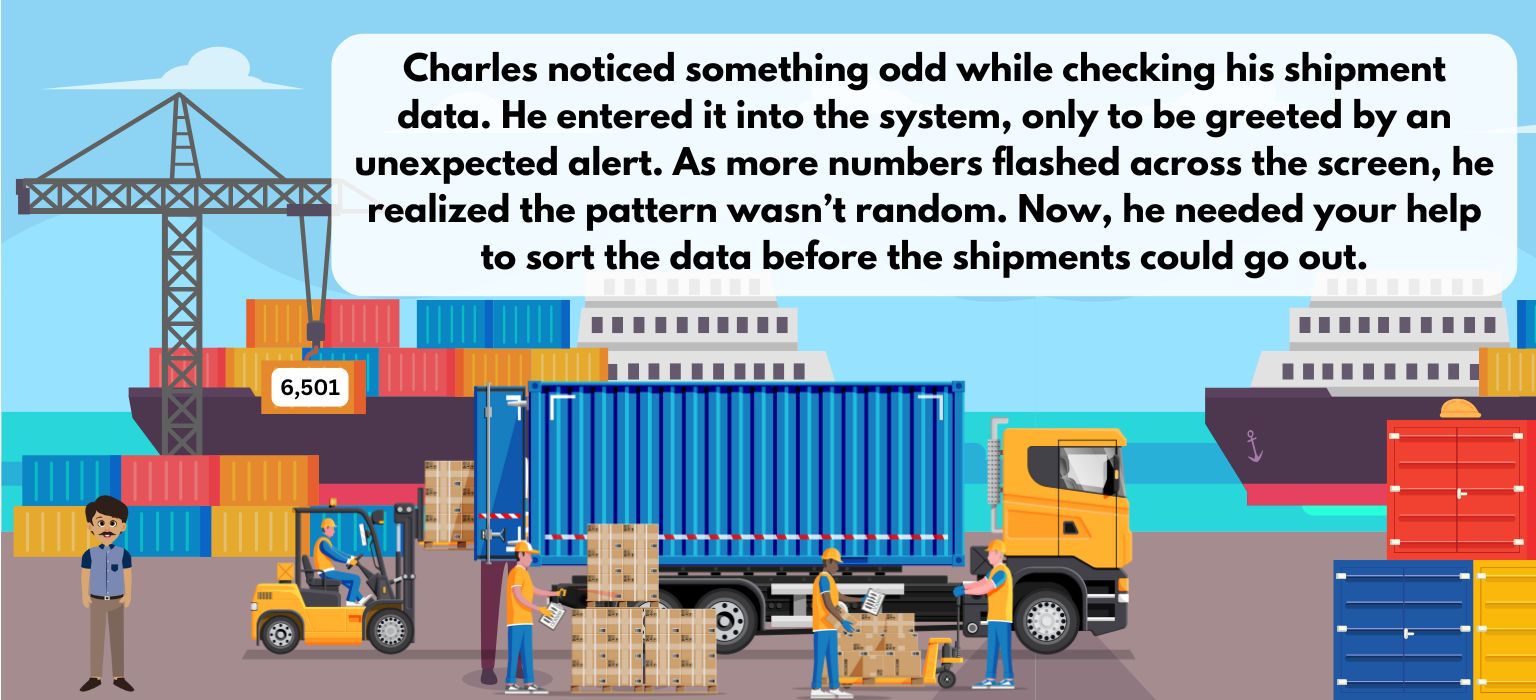 Charles noticed something odd while checking his shipment
data. He entered it into the system, only to be greeted by an
unexpected alert. As more numbers flashed across the screen, he
realized the pattern wasn’t random. Now, he needed your help
to sort the data before the shipments could go out.
6,501